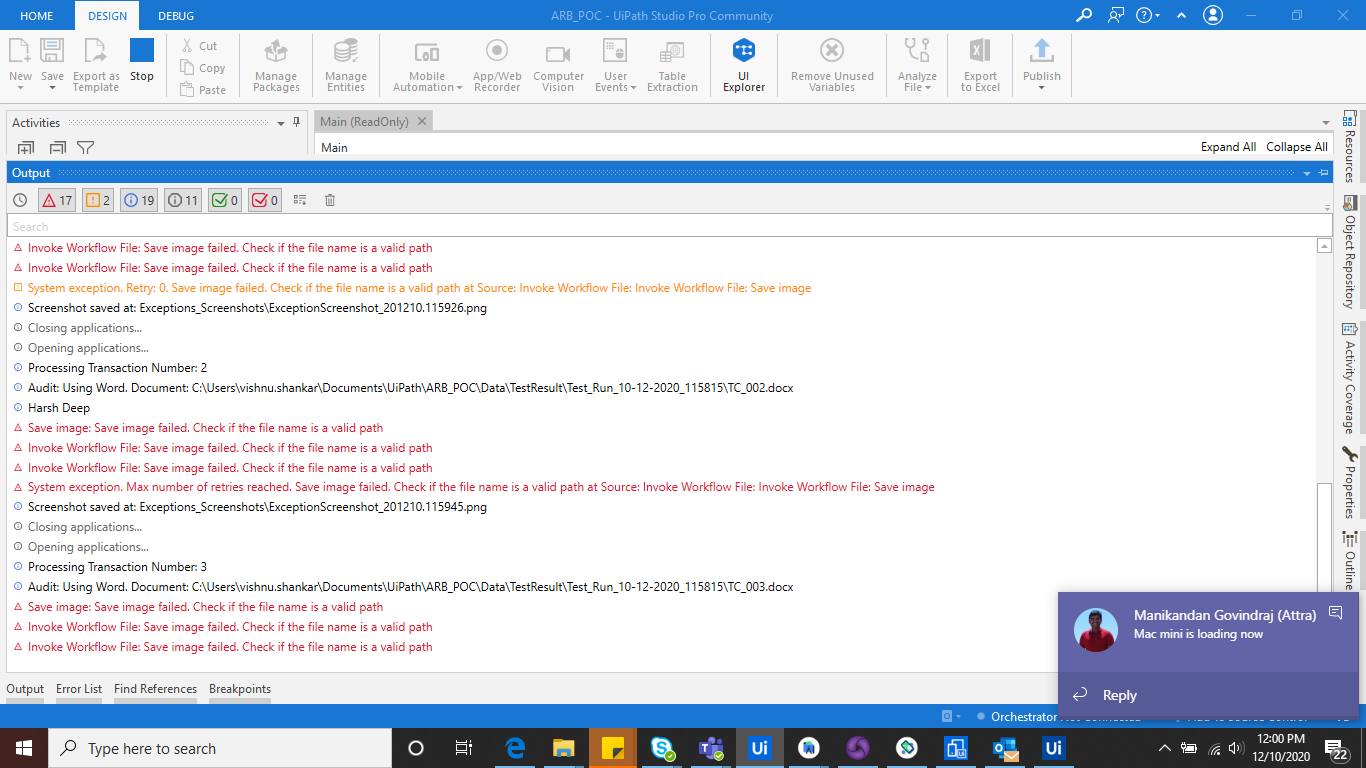 HOME DESIGN DEBUG ARB_POC - UiPath Studio Pro Community
New Save Export as Template Stop Cut Copy Paste Manage Packages Manage Entities Mobile Automation App/Web Recorder Computer Vision User Events Table Extraction UI Explorer Remove Unused Variables Analyze File Export to Excel Publish
Activities Main (ReadOnly)
Main Expand All Collapse All
Output
17 2 19 11 0 0
Search
Invoke Workflow File: Save image failed. Check if the file name is a valid path
Invoke Workflow File: Save image failed. Check if the file name is a valid path
System exception. Retry: 0. Save image failed. Check if the file name is a valid path at Source: Invoke Workflow File: Invoke Workflow File: Save image
Screenshot saved at: Exceptions_Screenshots\ExceptionScreenshot_201210.115926.png
Closing applications...
Opening applications...
Processing Transaction Number: 2
Audit: Using Word. Document: C:\Users\vishnu.shankar\Documents\UiPath\ARB_POC\Data\TestResult\Test_Run_10-12-2020_115815\TC_002.docx
Harsh Deep
Save image: Save image failed. Check if the file name is a valid path
Invoke Workflow File: Save image failed. Check if the file name is a valid path
Invoke Workflow File: Save image failed. Check if the file name is a valid path
System exception. Max number of retries reached. Save image failed. Check if the file name is a valid path at Source: Invoke Workflow File: Invoke Workflow File: Save image
Screenshot saved at: Exceptions_Screenshots\ExceptionScreenshot_201210.115945.png
Closing applications...
Opening applications...
Processing Transaction Number: 3
Audit: Using Word. Document: C:\Users\vishnu.shankar\Documents\UiPath\ARB_POC\Data\TestResult\Test_Run_10-12-2020_115815\TC_003.docx
Save image: Save image failed. Check if the file name is a valid path
Invoke Workflow File: Save image failed. Check if the file name is a valid path
Invoke Workflow File: Save image failed. Check if the file name is a valid path
Resources
Object Repository
Activity Coverage
Properties
Outline
Manikandan Govindraj (Attra)
Mac mini is loading now
Reply
Output Error List Find References Breakpoints
Orchestrator
Type here to search
Ui
Ui
12:00 PM
12/10/2020
22